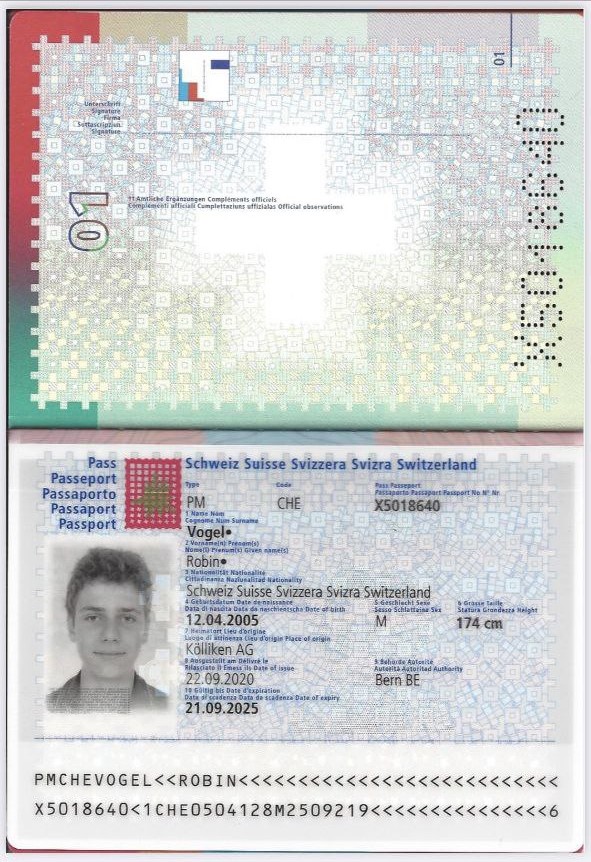 Unterschrift
Signature
Firma
Suttascripziun
Signature
01
X5018640
01
11 Amtliche Ergänzungen Compléments officiels
Complementi ufficiali Cumplettaziuns uffizialas Official observations
Pass
Passeport
Passaporto
Passaport
Passport
Schweiz Suisse Svizzera Svizra Switzerland
Type
Code
Pass Passeport
Passaporto Passaport Passport No N° Nr
PM
CHE
X5018640
1 Name Nom
Cognome Num Surname
Vogel•
2 Vorname(n) Prénom(s)
Nome(i) Prenum(s) Given name(s)
Robin•
3 Nationalität Nationalité
Cittadinanza Naziunalitad Nationality
Schweiz Suisse Svizzera Svizra Switzerland
4 Geburtsdatum Date de naissance
Data di nascita Data da naschientscha Date of birth
5 Geschlecht Sexe
Sesso Schlattaina Sex
6 Grösse Taille
Statura Grondezza Height
12.04.2005
M
174 cm
7 Heimatort Lieu d'origine
Luogo di attinenza Lieu d'origin Place of origin
Kölliken AG
8 Ausgestellt am Délivré le
Rilasciato il Emess ils Date of issue
9 Behörde Autorité
Autorità Autoritad Authority
22.09.2020
Bern BE
10 Gültig bis Date d'expiration
Data di scadenza Data da scadenza Date of expiry
21.09.2025
PMCHEVOGEL<<ROBIN<<<<<<<<<<<<<<<<<<<<<<<<<<<
X5018640<1CHE0504128M2509219<<<<<<<<<<<<<<<6